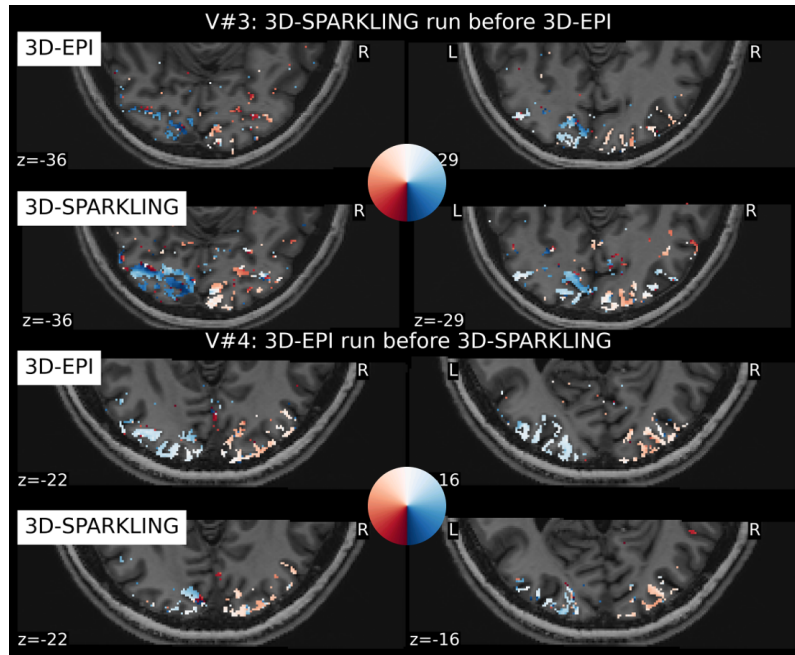 V#3: 3D-SPARKLING run before 3D-EPI
3D-EPI
R
L
R
z=-36
29
3D-SPARKLING
R
L
R
z=-36
z=-29
V#4: 3D-EPI run before 3D-SPARKLING
3D-EPI
R
L
R
z=-22
16
3D-SPARKLING
R
L
R
z=-22
z=-16